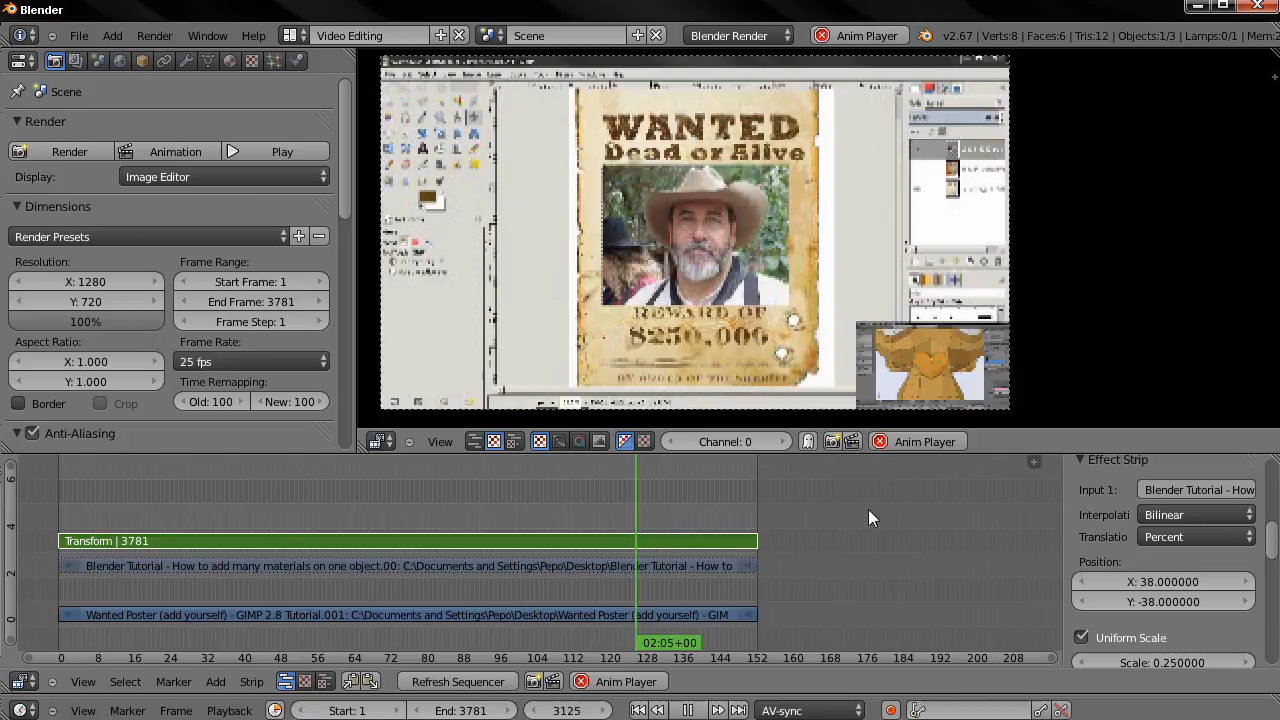 Blender
File Add Render Window Help Video Editing Scene Blender Render Anim Player v2.67 | Verts:8 | Faces:6 | Tris:12 | Objects:1/3 | Lamps:0/1 | Mem:2
Scene
Render
Render Animation Play
Display: Image Editor
Dimensions
Render Presets
Resolution: Frame Range:
X: 1280 Start Frame: 1
Y: 720 End Frame: 3781
100% Frame Step: 1
Aspect Ratio: Frame Rate:
X: 1.000 25 fps
Y: 1.000 Time Remapping:
Border Crop Old: 100 New: 100
Anti-Aliasing
WANTED
Dead or Alive
REWARD OF
$250,000
View Channel: 0 Anim Player
6
4
2
0
Transform | 3781
Blender Tutorial - How to add many materials on one object.00: C:\Documents and Settings\Pepo\Desktop\Blender Tutorial - How to
Wanted Poster (add yourself) - GIMP 2.8 Tutorial.001: C:\Documents and Settings\Pepo\Desktop\Wanted Poster (add yourself) - GIM
02:05+00
0 8 16 24 32 40 48 56 64 72 80 88 96 104 112 120 128 136 144 152 160 168 176 184 192 200 208
Effect Strip
Input 1: Blender Tutorial - How
Interpolati Bilinear
Translatio Percent
Position:
X: 38.000000
Y: -38.000000
Uniform Scale
Scale: 0.250000
View Select Marker Add Strip Refresh Sequencer Anim Player
View Marker Frame Playback Start: 1 End: 3781 3125 AV-sync